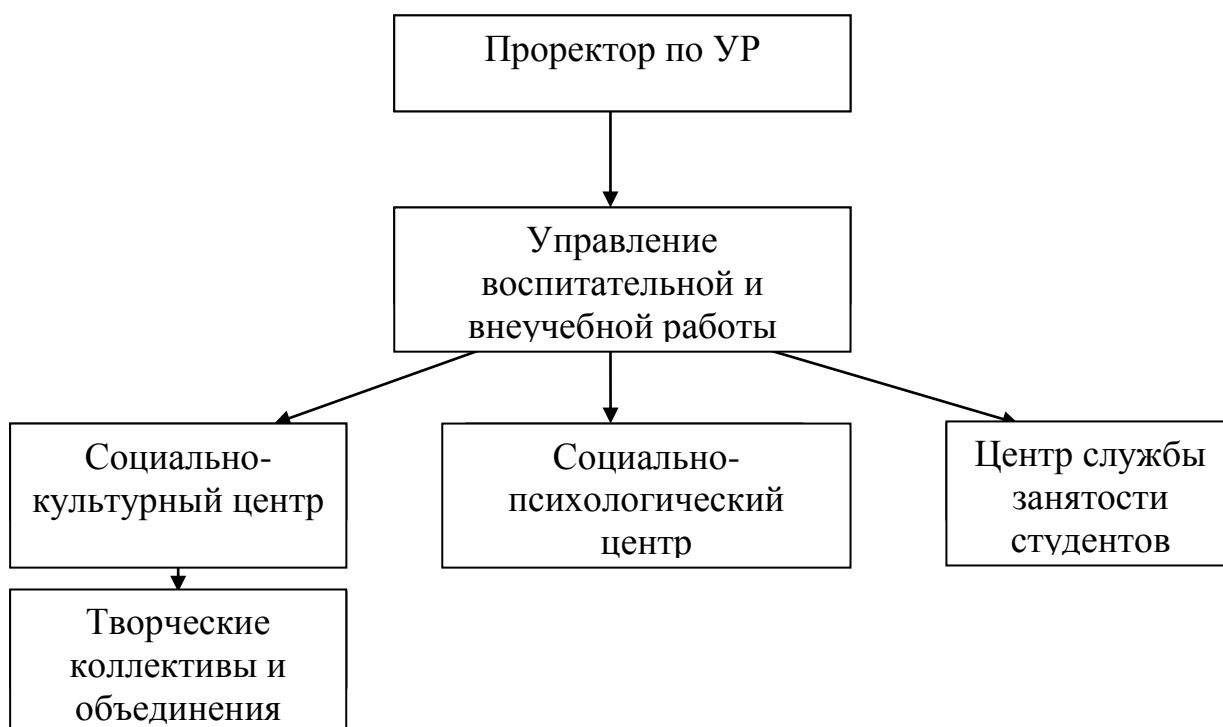 Проректор по УР
Управление
воспитательной и
внеучебной работы
Социально-
культурный центр
Социально-
психологический
центр
Центр службы
занятости
студентов
Творческие
коллективы и
объединения